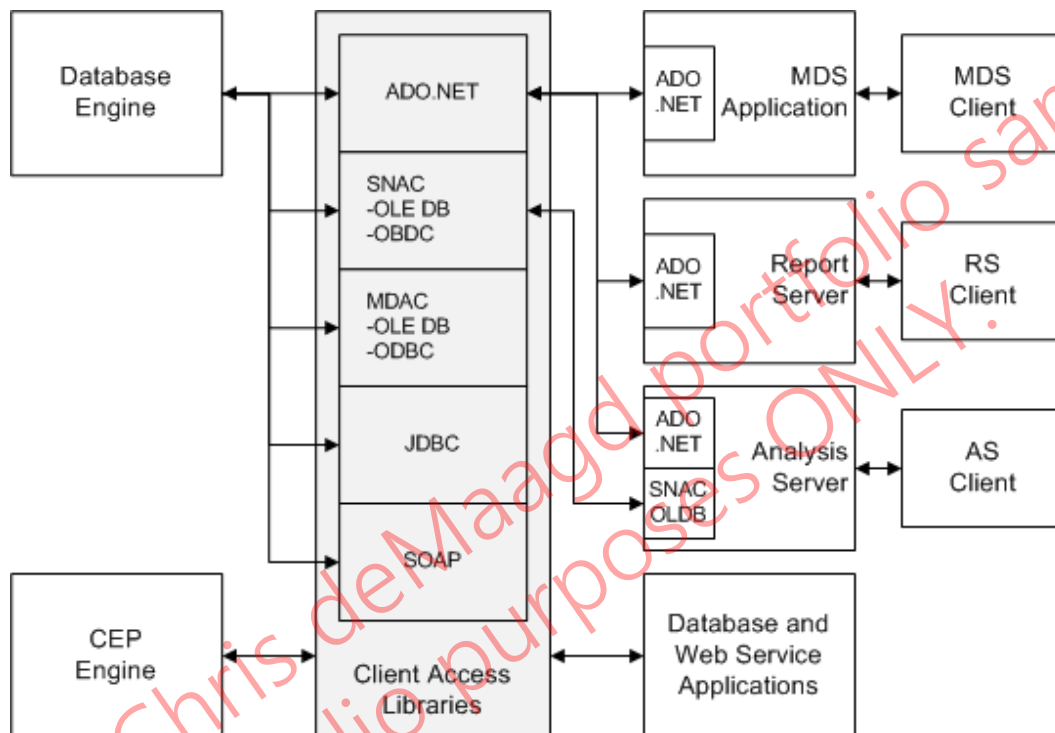 Database
Engine
ADO.NET
SNAC
-OLE DB
-OBDC
MDAC
-OLE DB
-ODBC
JDBC
SOAP
Client Access
Libraries
CEP
Engine
ADO
.NET
MDS
Application
MDS
Client
ADO
.NET
Report
Server
RS
Client
ADO
.NET
SNAC
OLDB
Analysis
Server
AS
Client
Database and
Web Service
Applications
Chris deMaagd portfolio
purposes ONLY.